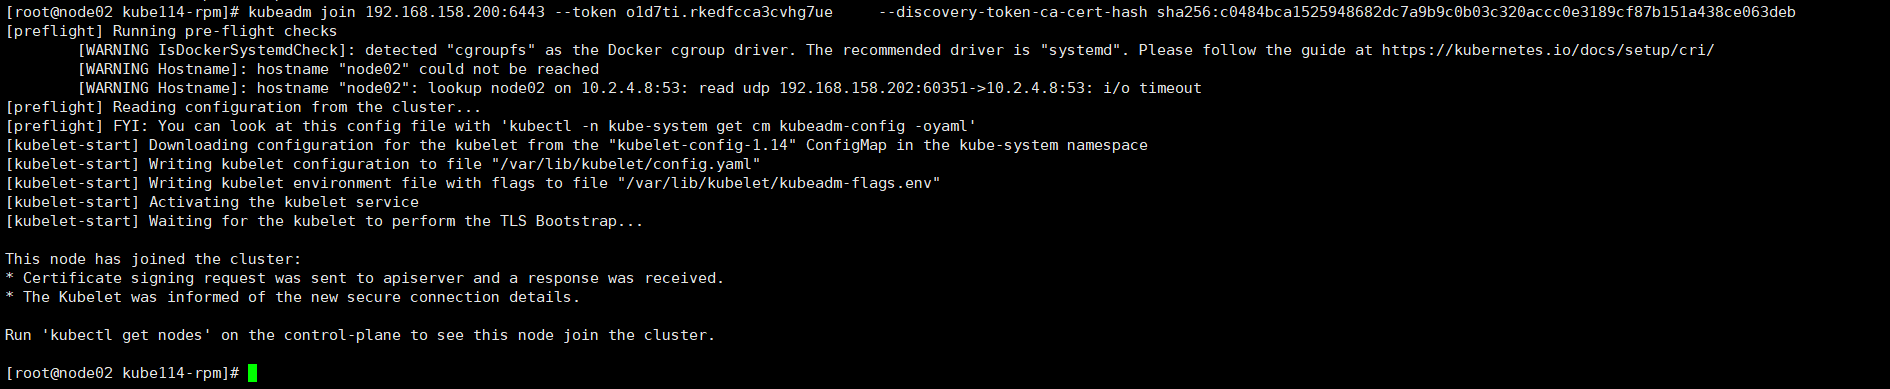 [root@node02 kube114-rpm]# kubeadm join 192.168.158.200:6443 --token o1d7ti.rkedfcca3cvhg7ue     --discovery-token-ca-cert-hash sha256:c0484bca1525948682dc7a9b9c0b03c320accc0e3189cf87b151a438ce063deb
[preflight] Running pre-flight checks
        [WARNING IsDockerSystemdCheck]: detected "cgroupfs" as the Docker cgroup driver. The recommended driver is "systemd". Please follow the guide at https://kubernetes.io/docs/setup/cri/
        [WARNING Hostname]: hostname "node02" could not be reached
        [WARNING Hostname]: hostname "node02": lookup node02 on 10.2.4.8:53: read udp 192.168.158.202:60351->10.2.4.8:53: i/o timeout
[preflight] Reading configuration from the cluster...
[preflight] FYI: You can look at this config file with 'kubectl -n kube-system get cm kubeadm-config -oyaml'
[kubelet-start] Downloading configuration for the kubelet from the "kubelet-config-1.14" ConfigMap in the kube-system namespace
[kubelet-start] Writing kubelet configuration to file "/var/lib/kubelet/config.yaml"
[kubelet-start] Writing kubelet environment file with flags to file "/var/lib/kubelet/kubeadm-flags.env"
[kubelet-start] Activating the kubelet service
[kubelet-start] Waiting for the kubelet to perform the TLS Bootstrap...

This node has joined the cluster:
* Certificate signing request was sent to apiserver and a response was received.
* The Kubelet was informed of the new secure connection details.

Run 'kubectl get nodes' on the control-plane to see this node join the cluster.

[root@node02 kube114-rpm]#